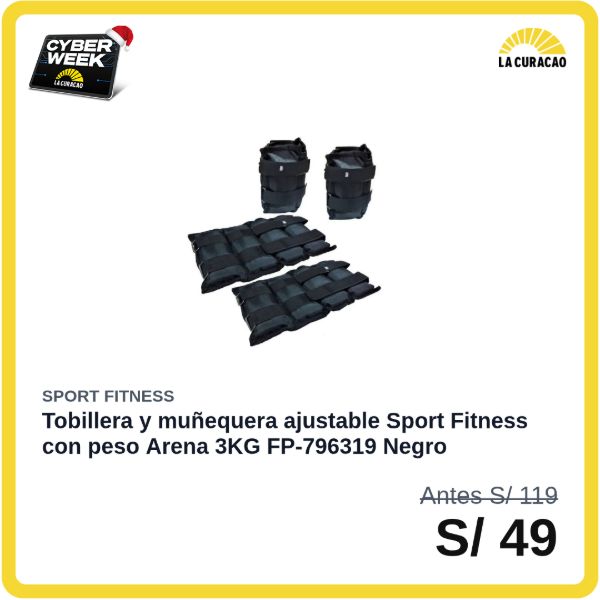 CYBER
WEEK
LA CURACAO
LA CURACAO
SPORT FITNESS
Tobillera y muñequera ajustable Sport Fitness
con peso Arena 3KG FP-796319 Negro
Antes S/ 119
S/ 49